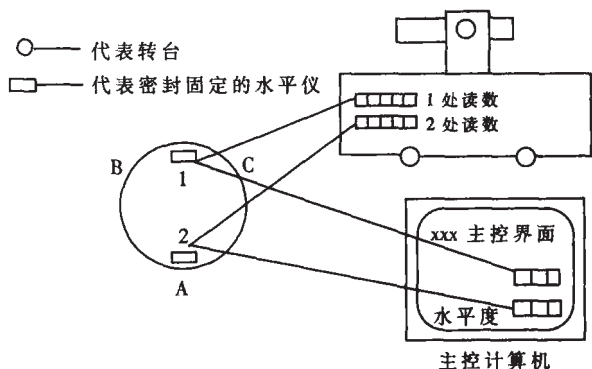 代表转台
代表密封固定的水平仪
1 处读数
2 处读数
B
C
1
2
A
xxx 主控界面
水平度
主控计算机